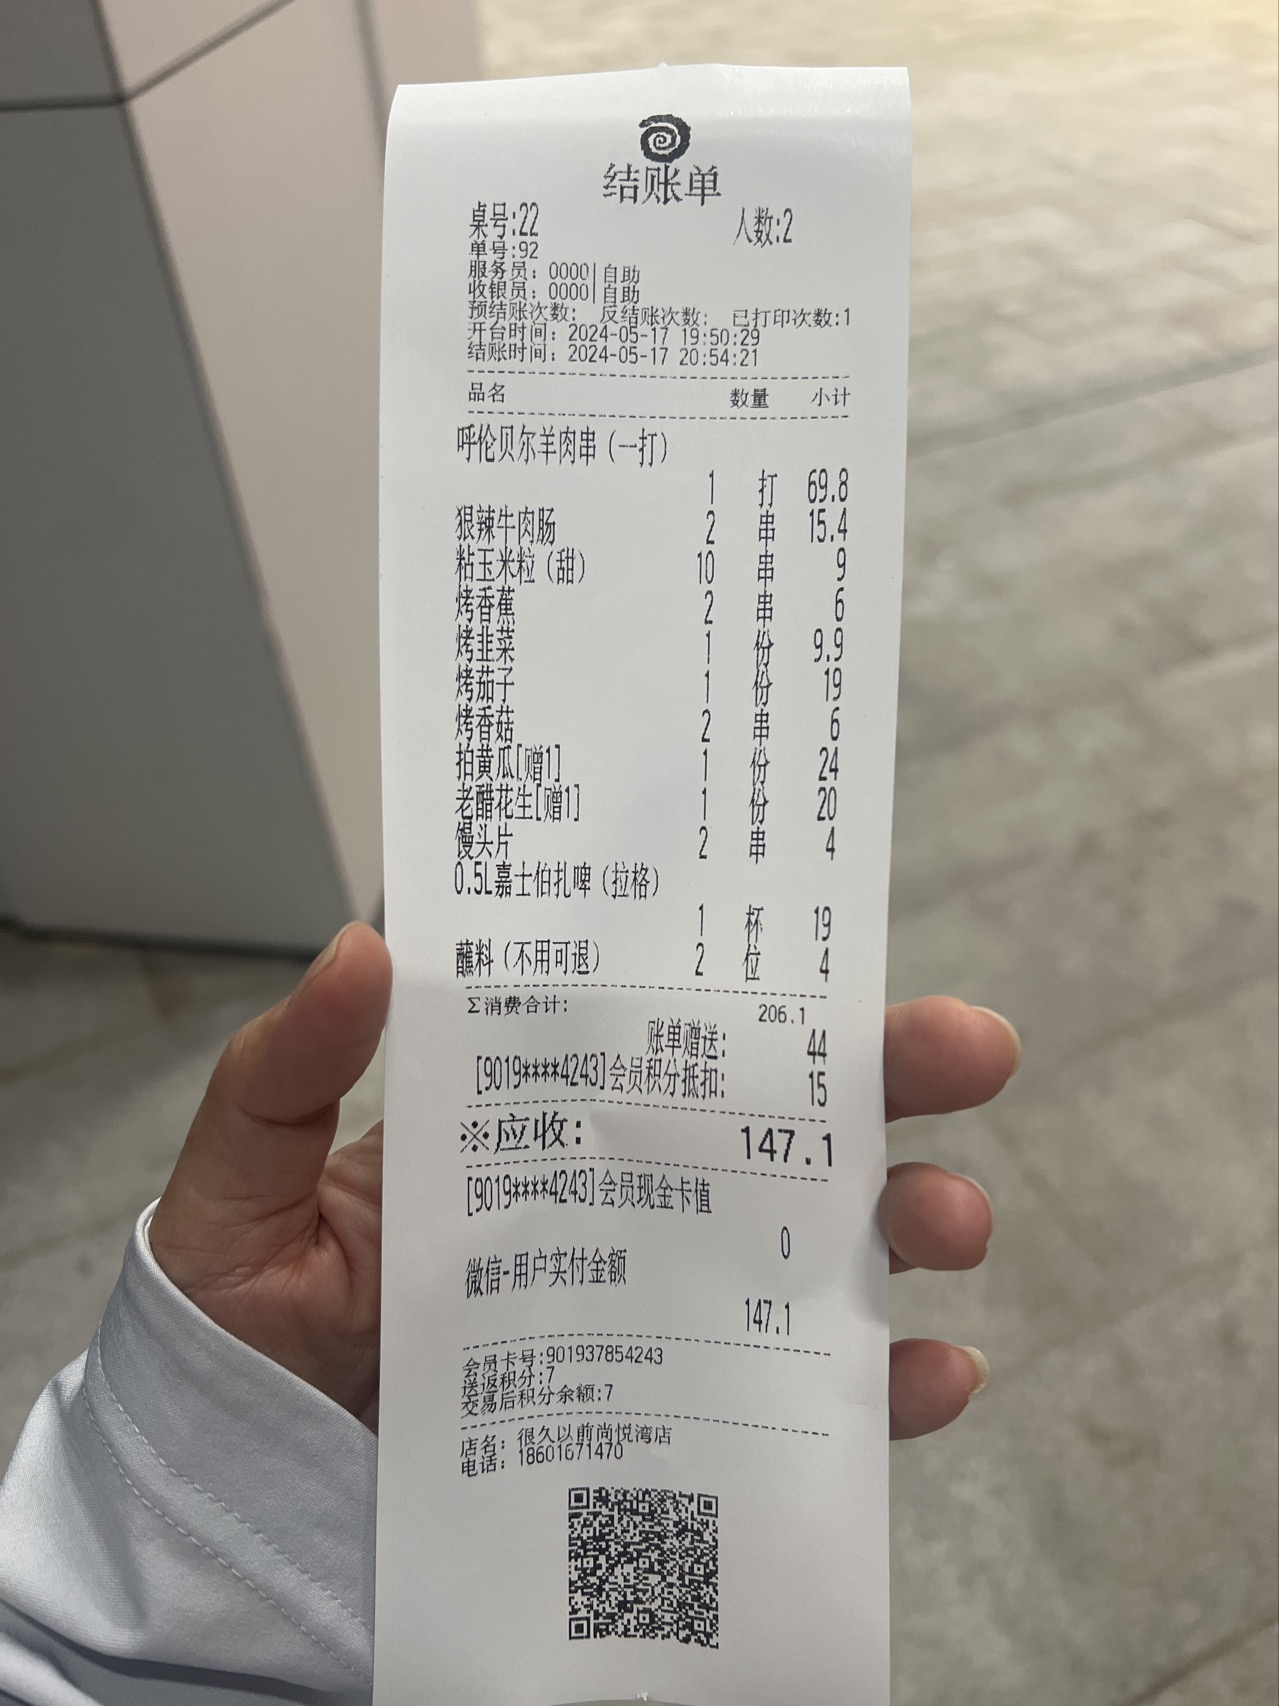 结账单
桌号:22 人数:2
单号:92
服务员: 0000|自助
收银员: 0000|自助
预结账次数: 反结账次数: 已打印次数:1
开台时间: 2024-05-17 19:50:29
结账时间: 2024-05-17 20:54:21
品名 数量 小计
呼伦贝尔羊肉串(一打)
1 打 69.8
狠辣牛肉肠 2 串 15.4
粘玉米粒(甜) 10 串 9
烤香蕉 2 串 6
烤韭菜 1 份 9.9
烤茄子 1 份 19
烤香菇 2 串 6
拍黄瓜[赠1] 1 份 24
老醋花生[赠1] 1 份 20
馒头片 2 串 4
0.5L嘉士伯扎啤(拉格)
1 杯 19
蘸料(不用可退) 2 位 4
Σ消费合计: 206.1
账单赠送: 44
[9019****4243]会员积分抵扣: 15
※应收: 147.1
[9019****4243]会员现金卡值
0
微信-用户实付金额
147.1
会员卡号:901937854243
送返积分:7
交易后积分余额:7
店名: 很久以前尚悦湾店
电话: 18601671470